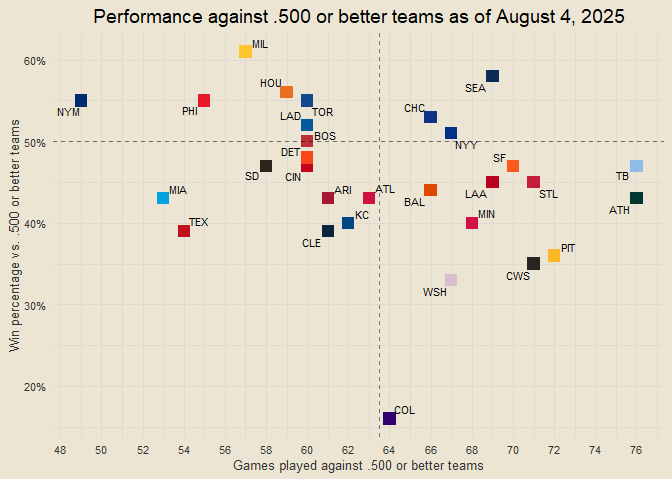 Performance against .500 or better teams as of August 4, 2025
Win percentage vs. .500 or better teams
60%
50%
40%
30%
20%
MIL
HOU
SEA
NYM
PHI
TOR
LAD
CHC
BOS
NYY
DET
SF
SD
CIN
TB
MIA
ARI
ATL
BAL
LAA
STL
ATH
TEX
KC
MIN
CLE
PIT
CWS
WSH
COL
48 50 52 54 56 58 60 62 64 66 68 70 72 74 76
Games played against .500 or better teams